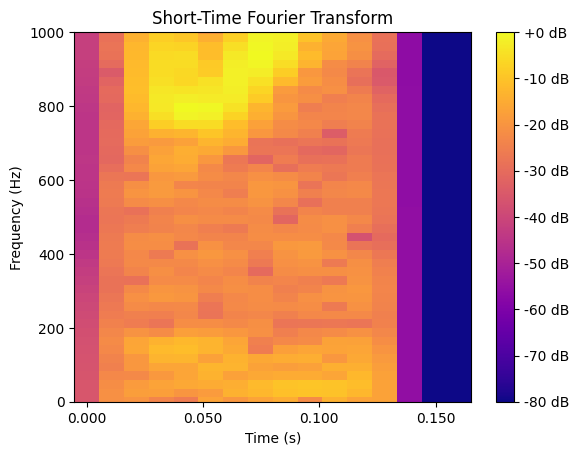 Short-Time Fourier Transform
1000
800
600
400
200
0
Frequency (Hz)
0.000
0.050
0.100
0.150
Time (s)
+0 dB
-10 dB
-20 dB
-30 dB
-40 dB
-50 dB
-60 dB
-70 dB
-80 dB